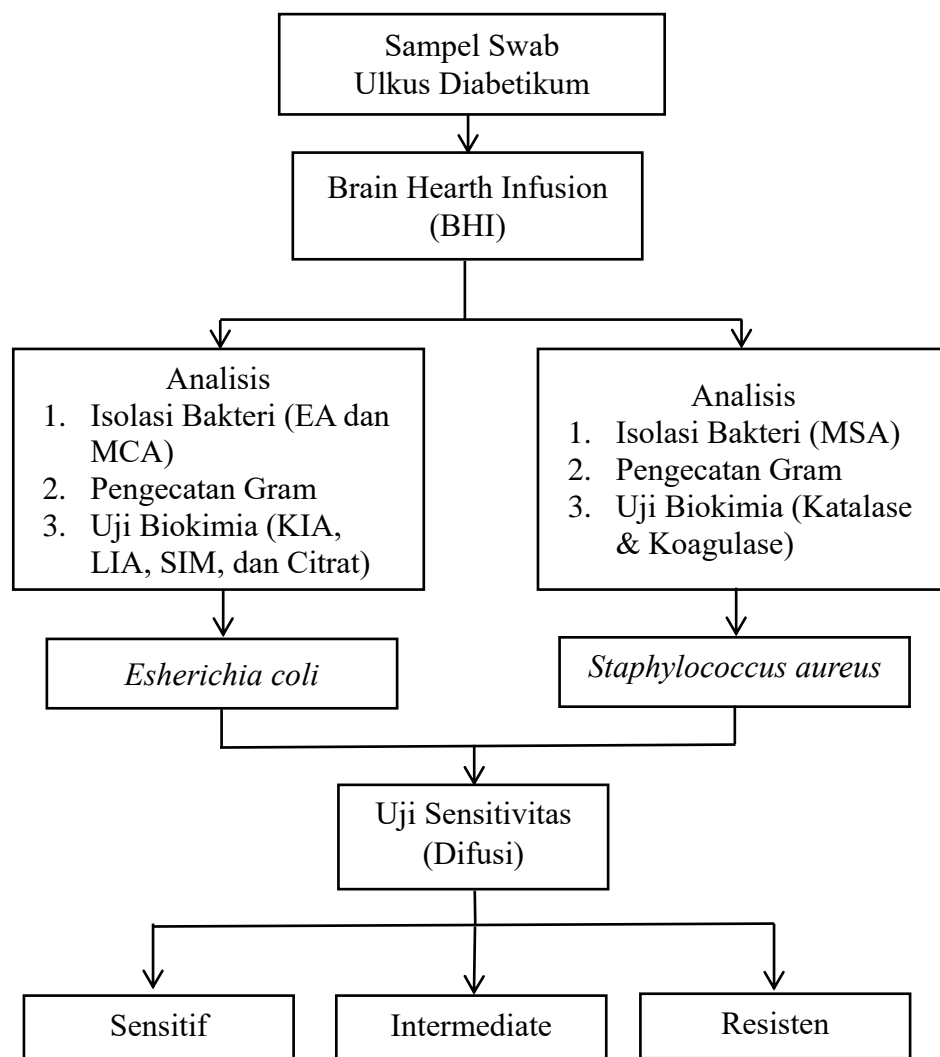 Sampel Swab
Ulkus Diabetikum
Brain Hearth Infusion
(BHI)
Analisis
1. Isolasi Bakteri (EA dan
MCA)
2. Pengecatan Gram
3. Uji Biokimia (KIA,
LIA, SIM, dan Citrat)
Analisis
1. Isolasi Bakteri (MSA)
2. Pengecatan Gram
3. Uji Biokimia (Katalase
& Koagulase)
Esherichia coli
Staphylococcus aureus
Uji Sensitivitas
(Difusi)
Sensitif
Intermediate
Resisten